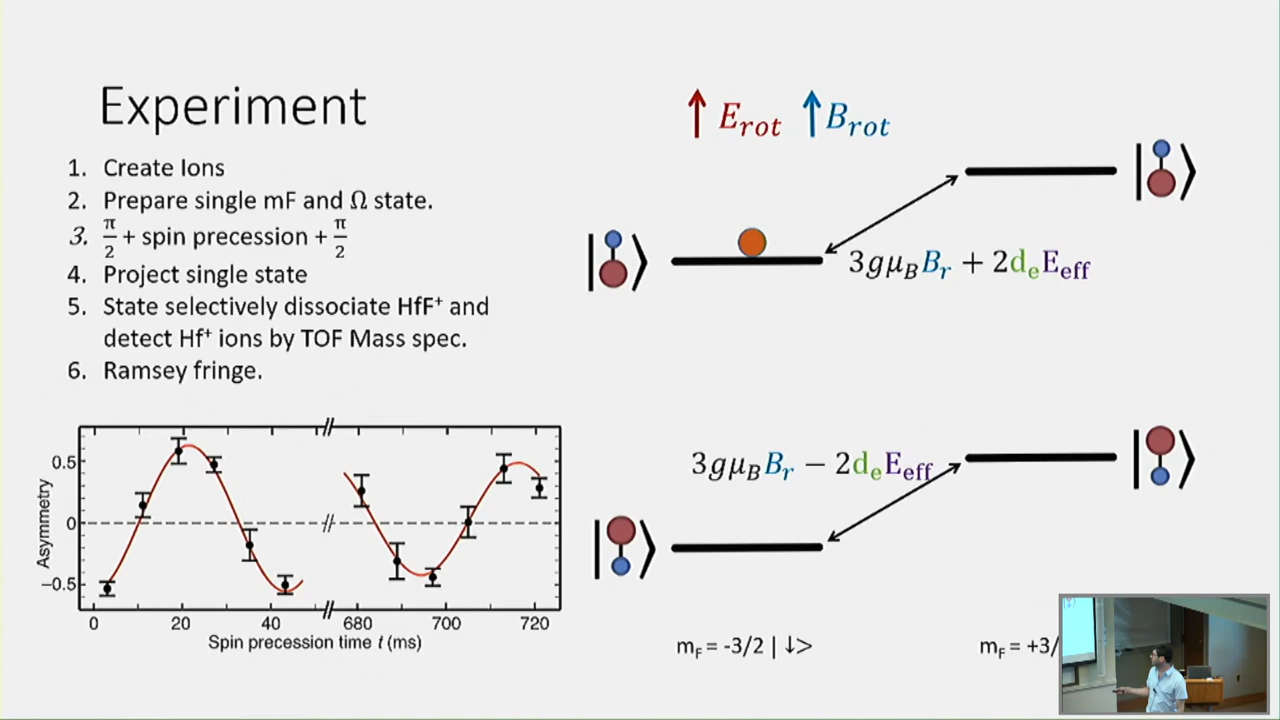 Experiment
1. Create Ions
2. Prepare single mF and Ω state.
3. π/2 + spin precession + π/2
4. Project single state
5. State selectively dissociate HfF⁺ and
detect Hf⁺ ions by TOF Mass spec.
6. Ramsey fringe.
E_rot B_rot
3gμ_B B_r + 2d_e E_eff
3gμ_B B_r − 2d_e E_eff
m_F = -3/2 | ↓>
m_F = +3/
Asymmetry
0.5
0
−0.5
0 20 40 680 700 720
Spin precession time t (ms)